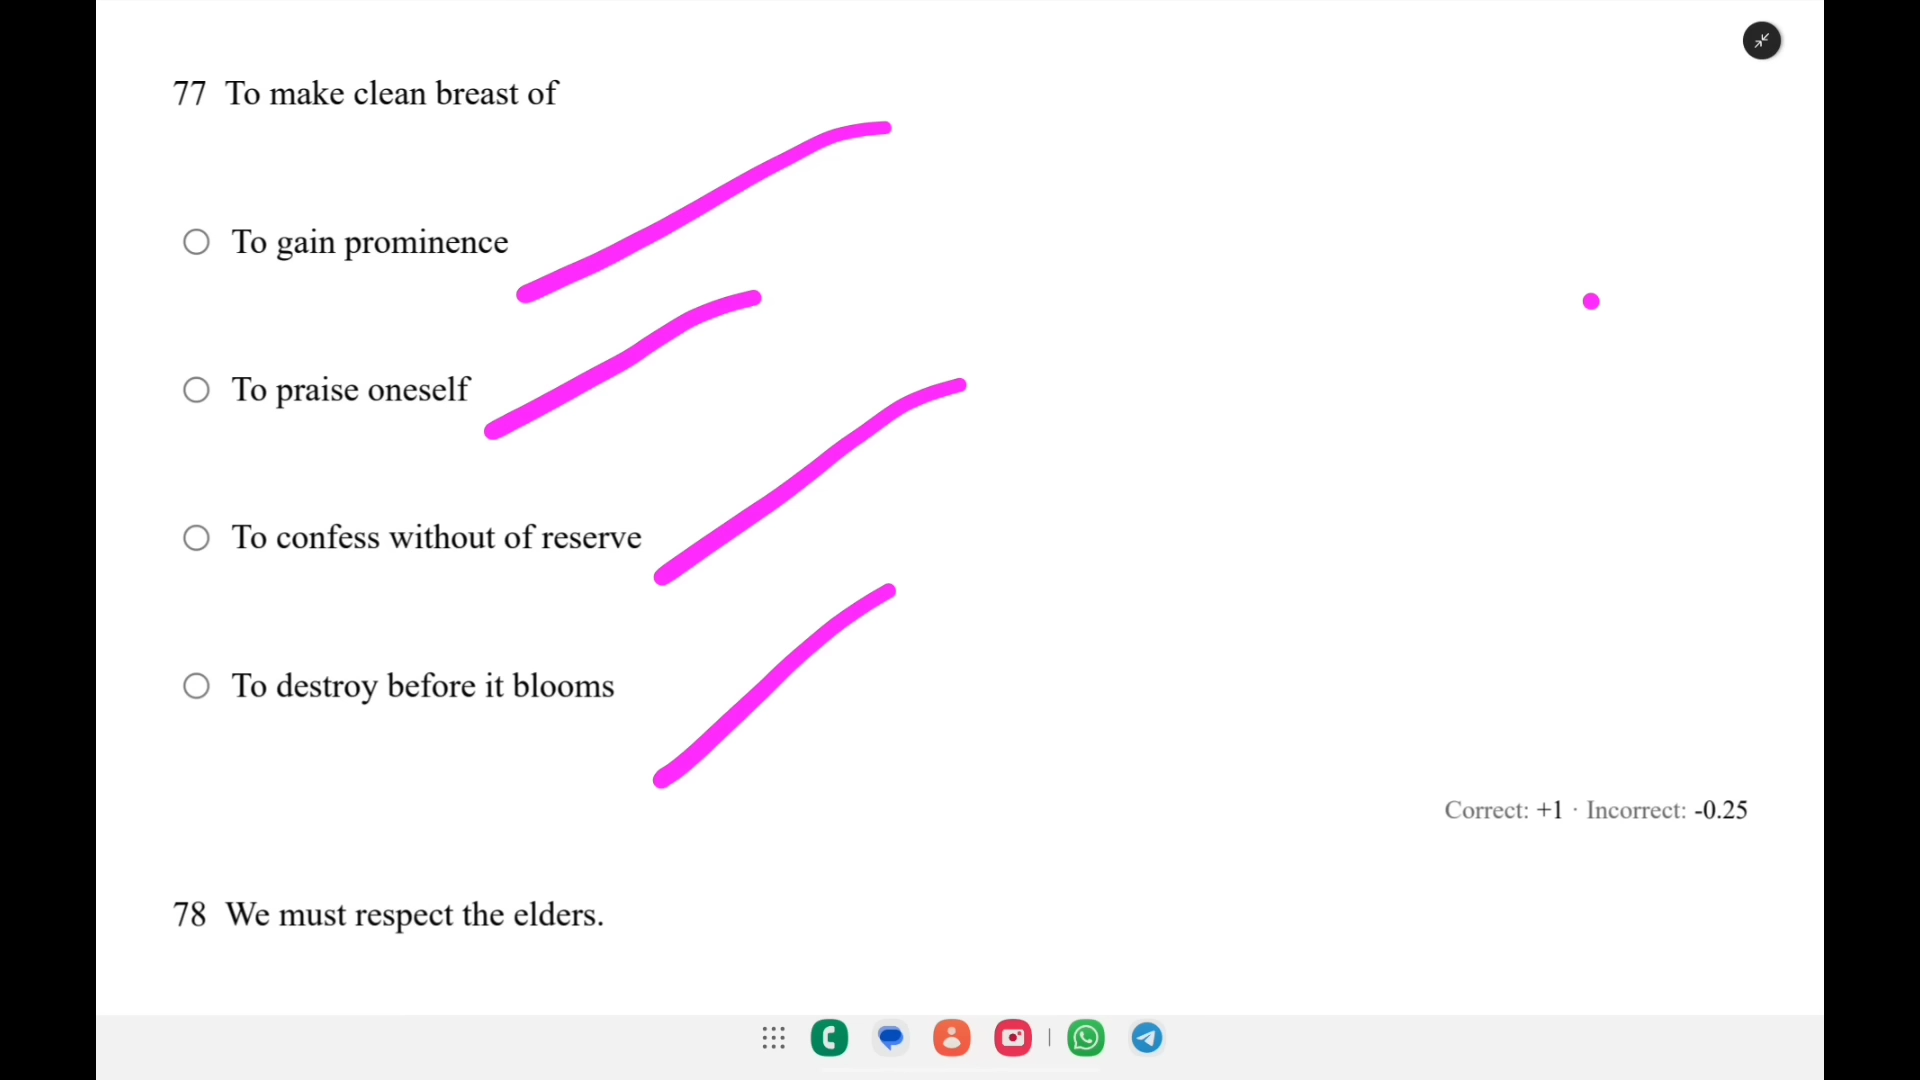 77 To make clean breast of
To gain prominence
To praise oneself
To confess without of reserve
To destroy before it blooms
Correct: +1 · Incorrect: -0.25
78 We must respect the elders.